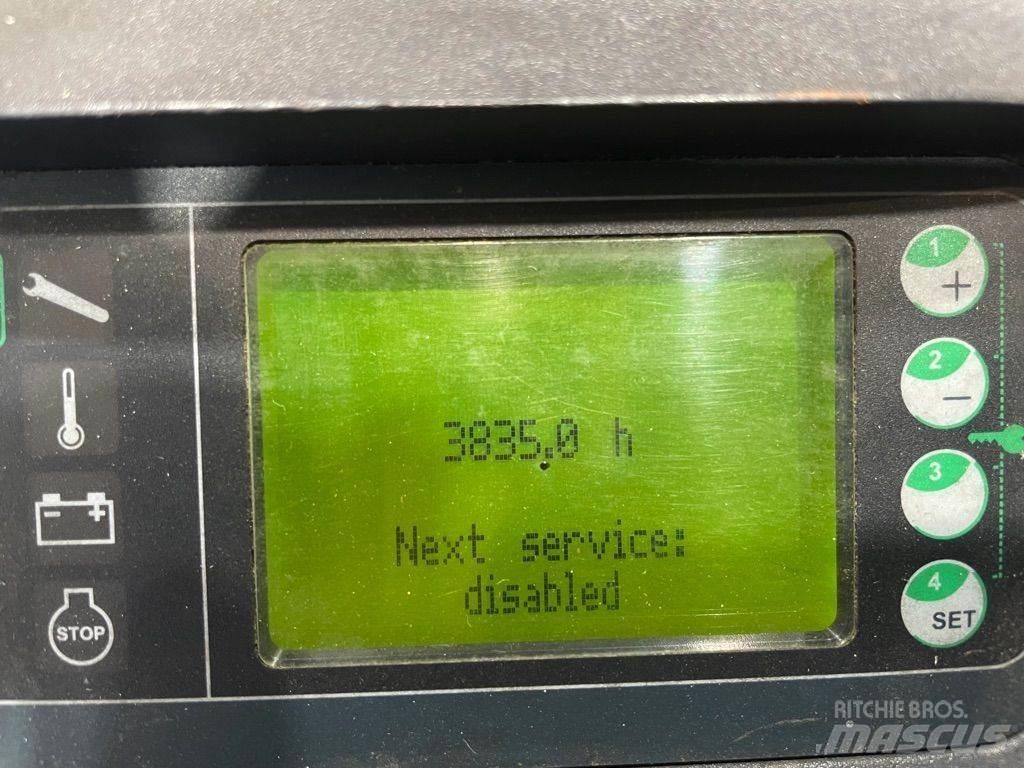 3835.0 h
Next service:
disabled
STOP
1
+
2
-
3
4
SET
RITCHIE BROS.
MASCUS